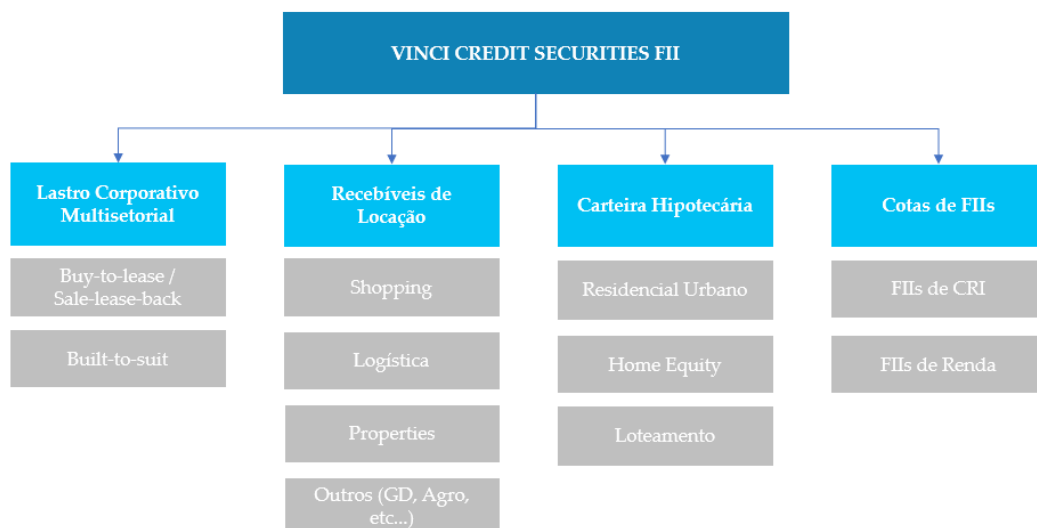 VINCI CREDIT SECURITIES FII
Lastro Corporativo
Multisetorial
Buy-to-lease /
Sale-lease-back
Built-to-suit
Recebíveis de
Locação
Shopping
Logística
Properties
Outros (GD, Agro,
etc...)
Carteira Hipotecária
Residencial Urbano
Home Equity
Loteamento
Cotas de FIIs
FIIs de CRI
FIIs de Renda